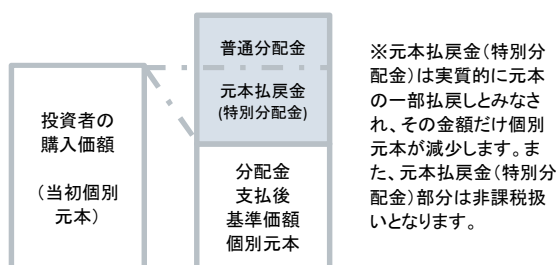 投資者の
購入価額
（当初個別
元本）
普通分配金
元本払戻金
(特別分配金)
分配金
支払後
基準価額
個別元本
※元本払戻金（特別分
配金）は実質的に元本
の一部払戻しとみなさ
れ、その金額だけ個別
元本が減少します。ま
た、元本払戻金（特別分
配金）部分は非課税扱
いとなります。